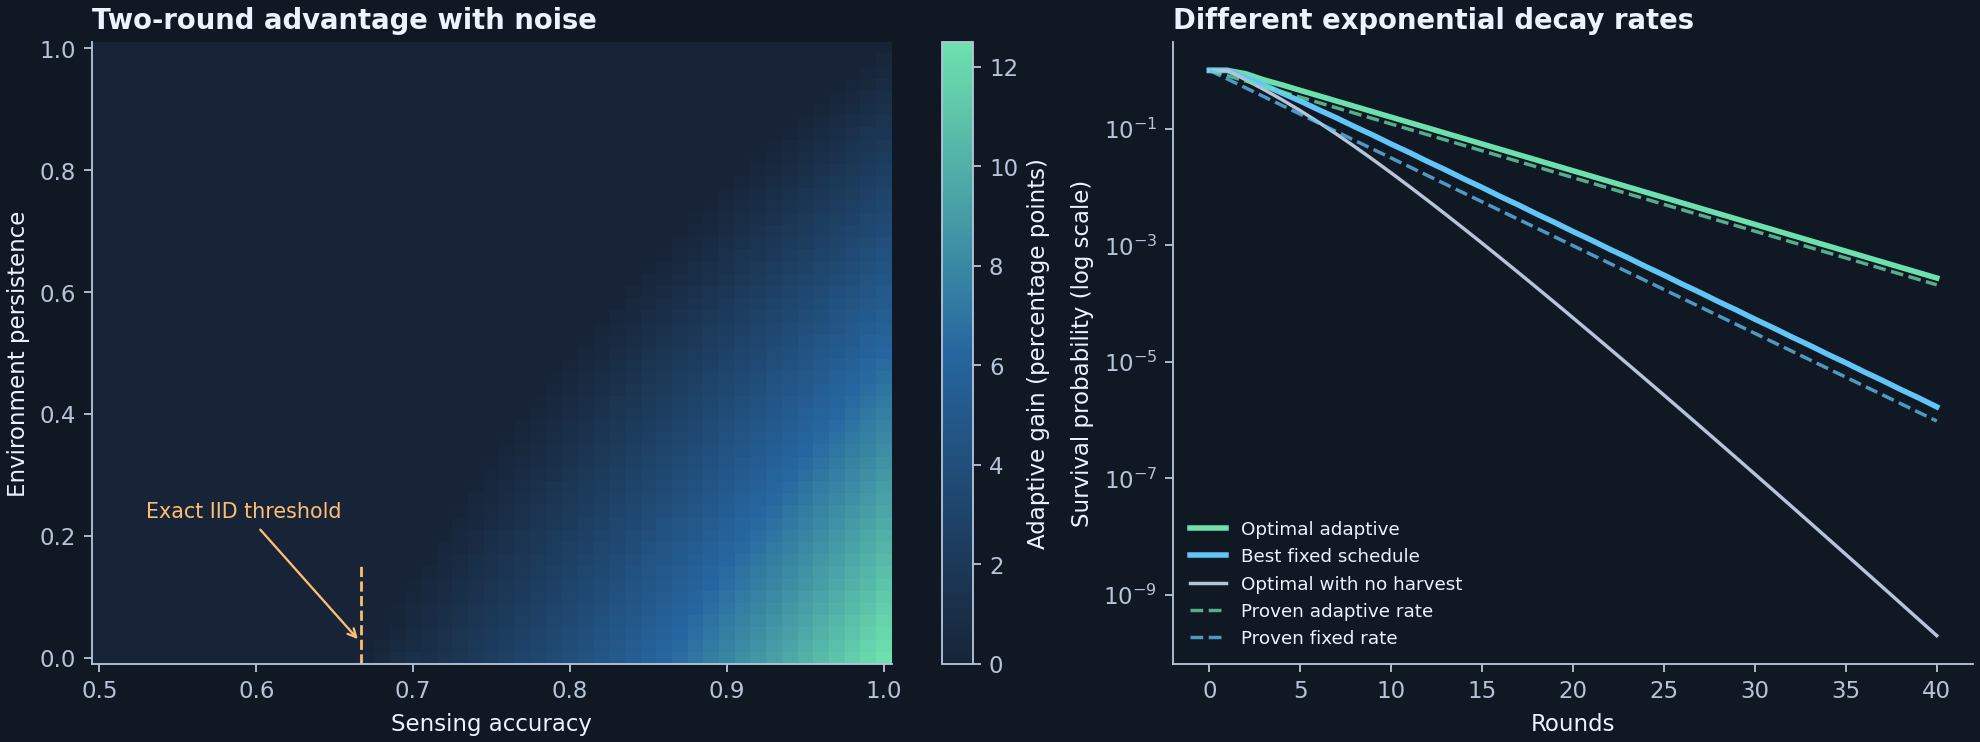 Two-round advantage with noise
1.0
0.8
0.6
0.4
0.2
0.0
Environment persistence
Exact IID threshold
0.5 0.6 0.7 0.8 0.9 1.0
Sensing accuracy
12
10
8
6
4
2
0
Adaptive gain (percentage points)
Different exponential decay rates
Survival probability (log scale)
10⁻¹
10⁻³
10⁻⁵
10⁻⁷
10⁻⁹
Optimal adaptive
Best fixed schedule
Optimal with no harvest
Proven adaptive rate
Proven fixed rate
0 5 10 15 20 25 30 35 40
Rounds